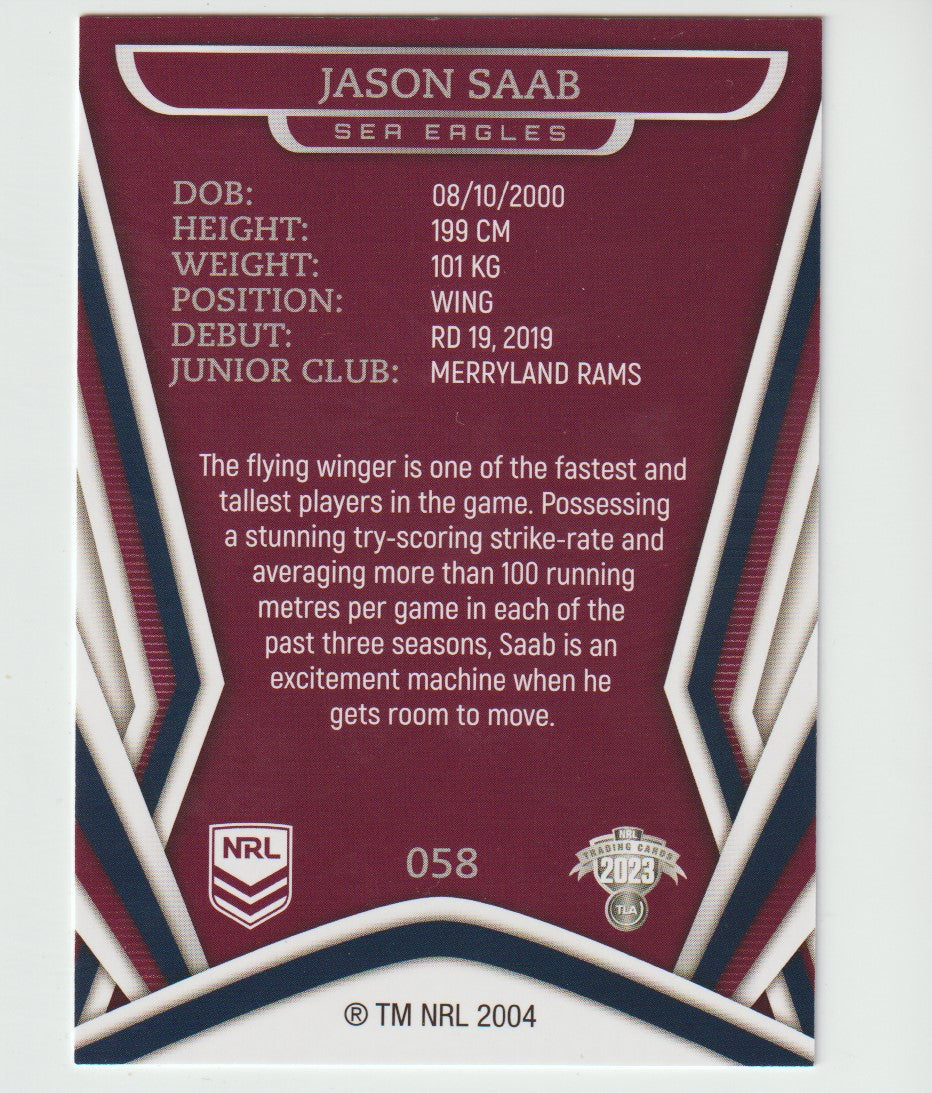 JASON SAAB
SEA EAGLES
DOB: 08/10/2000
HEIGHT: 199 CM
WEIGHT: 101 KG
POSITION: WING
DEBUT: RD 19, 2019
JUNIOR CLUB: MERRYLAND RAMS
The flying winger is one of the fastest and
tallest players in the game. Possessing
a stunning try-scoring strike-rate and
averaging more than 100 running
metres per game in each of the
past three seasons, Saab is an
excitement machine when he
gets room to move.
NRL
058
NRL
TRADING CARDS
2023
TLA
® TM NRL 2004